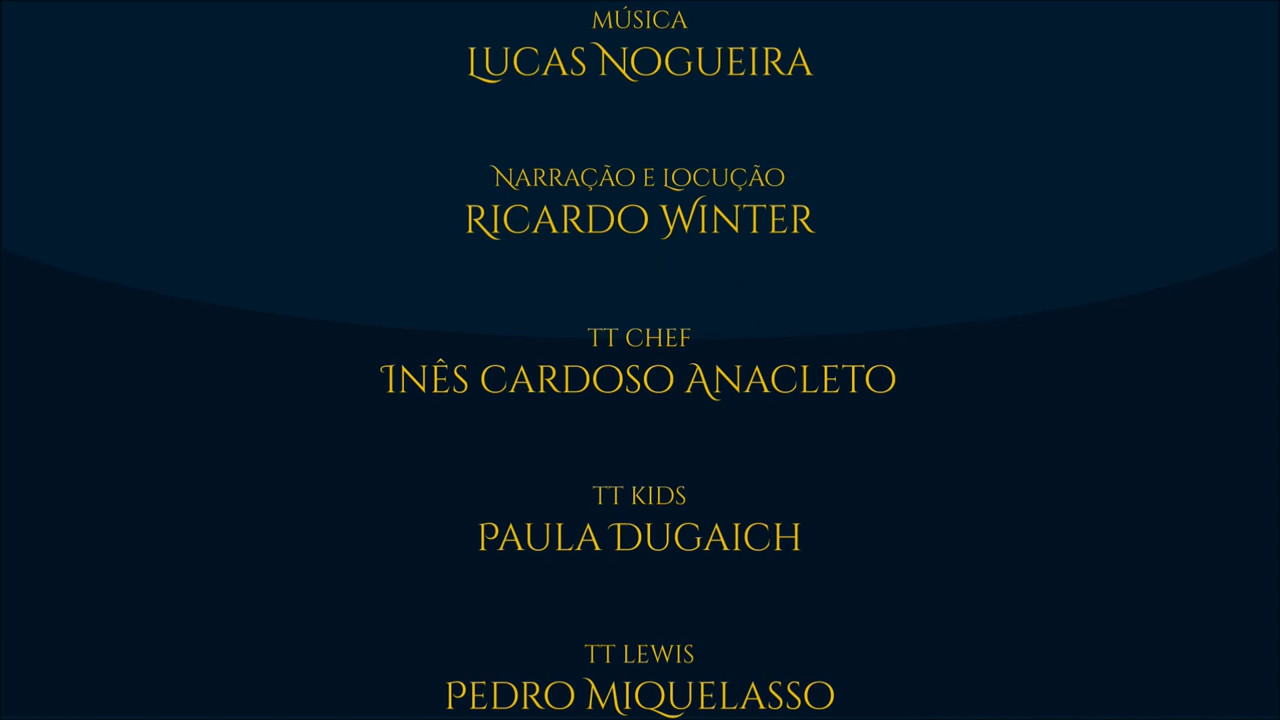 MÚSICA
LUCAS NOGUEIRA
NARRAÇÃO E LOCUÇÃO
RICARDO WINTER
TT CHEF
INÊS CARDOSO ANACLETO
TT KIDS
PAULA DUGAICH
TT LEWIS
PEDRO MIQUELASSO